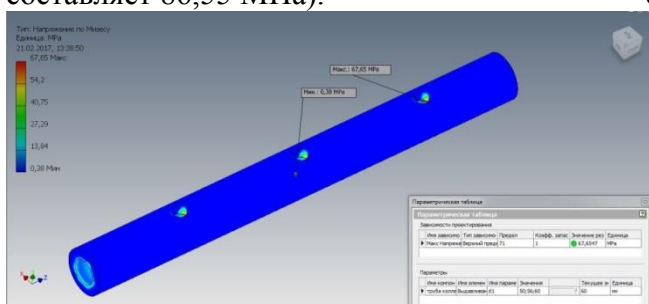 составляет 86,55 МПа).
Тип: Напряжение по Мизесу
Единица: MPa
21.02.2017, 13:38:50
67,65 Макс
54,2
40,75
27,29
13,84
0,38 Мин
Макс.: 67,65 MPa
Мин.: 0,38 MPa
Параметрическая таблица
Параметрическая таблица
Зависимости проектирования
Имя зависимо Тип зависимо Предел Коэфф. запас Значение рез Единица
Макс Напряже Верхний преде 71 1 67,6547 MPa
Параметры
Имя компон Имя элемен Имя параме Значение Текущее зн Единица
труба колле Выдавливан d1 50;56;60 60 мм